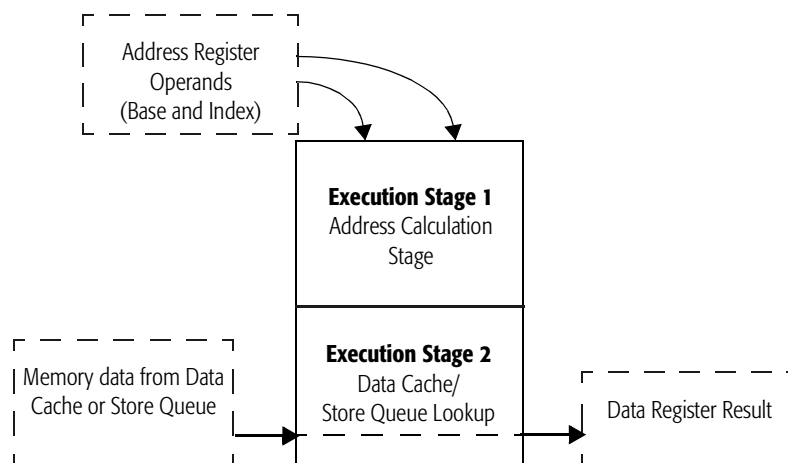 Address Register
Operands
(Base and Index)
Execution Stage 1
Address Calculation
Stage
Execution Stage 2
Data Cache/
Store Queue Lookup
Memory data from Data
Cache or Store Queue
Data Register Result